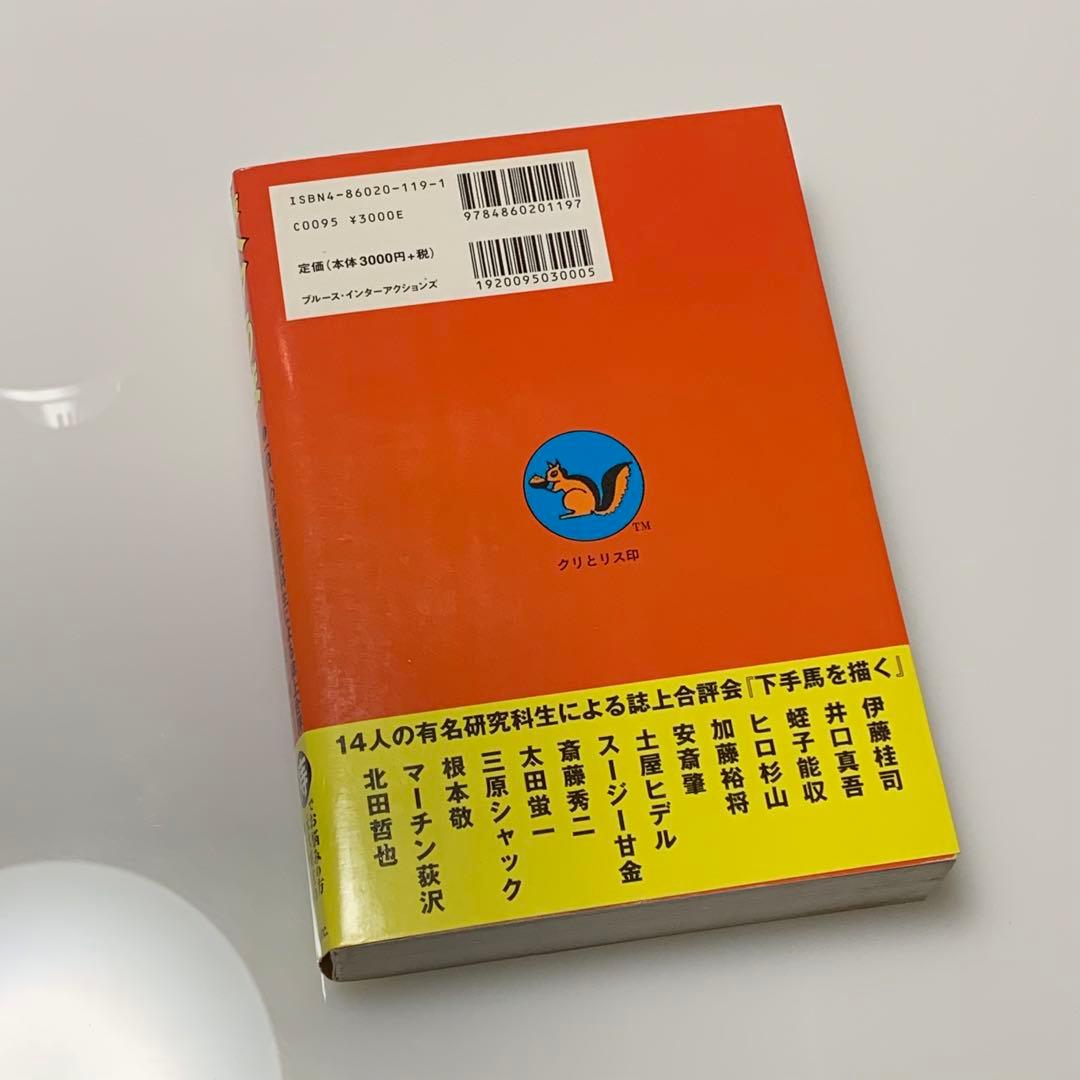 ISBN4-86020-119-1
C0095 ¥3000E
定価(本体3000円+税)
ブルース・インターアクションズ
9784860201197
1920095030005
TM
クリとリス印
14人の有名研究科生による誌上合評会『下手馬を描く』
伊藤桂司
井口真吾
蛭子能収
ヒロ杉山
加藤裕将
安斎肇
土屋ヒデル
スージー甘金
斎藤秀二
太田蛍一
三原シャック
根本敬
マーチン荻沢
北田哲也